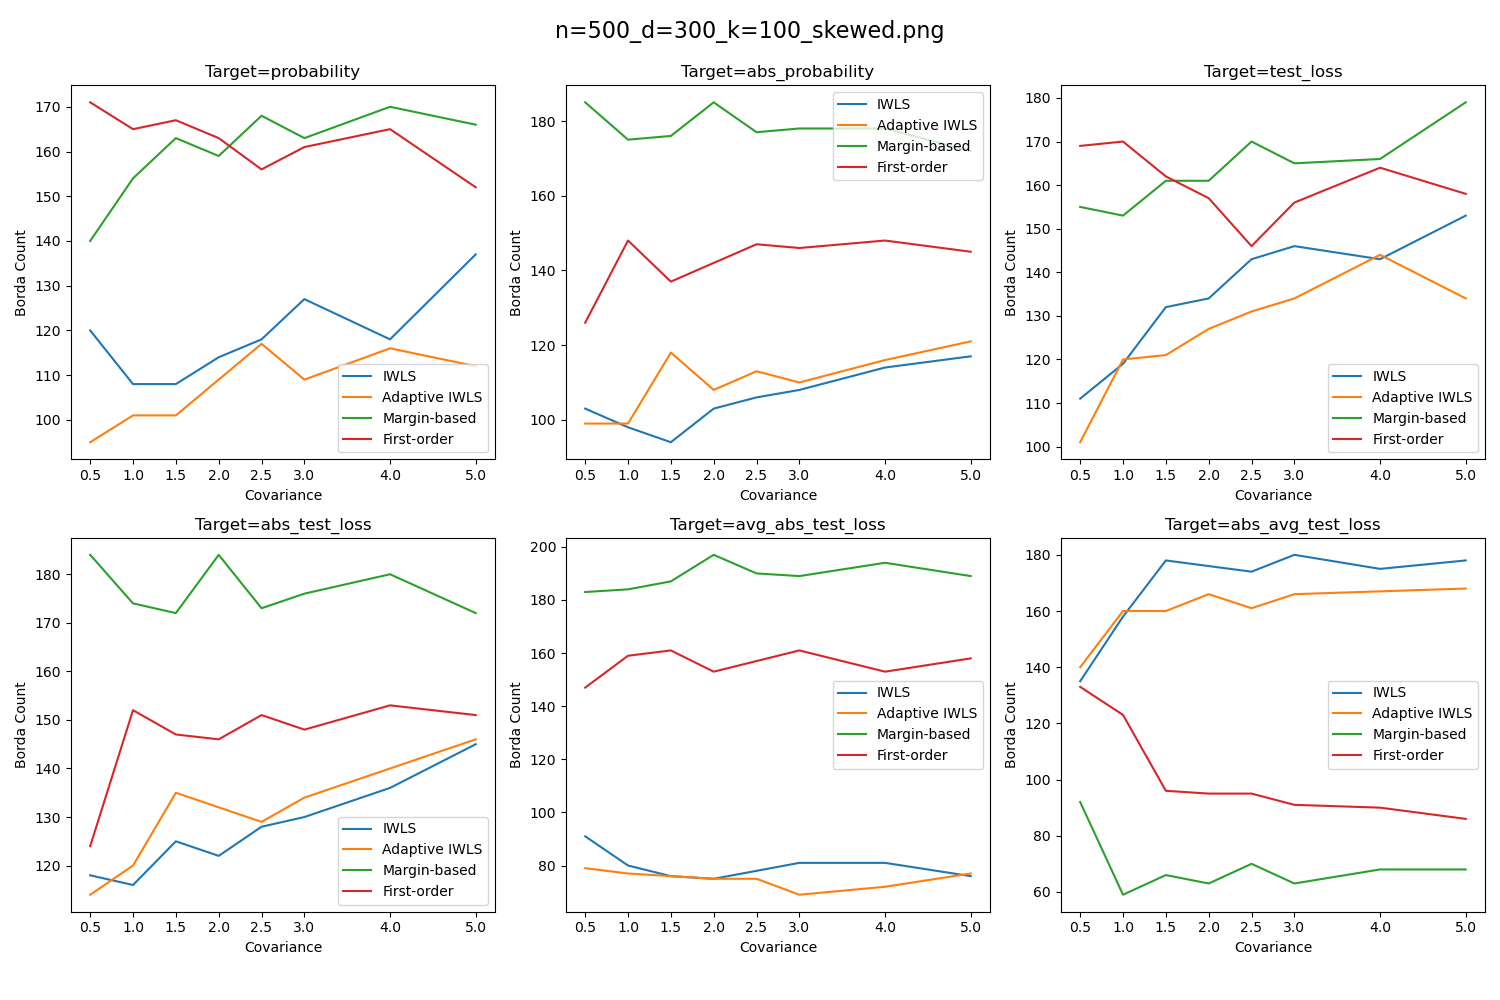 n=500_d=300_k=100_skewed.png
Target=probability
Borda Count
170
160
150
140
130
120
110
100
IWLS
Adaptive IWLS
Margin-based
First-order
0.5 1.0 1.5 2.0 2.5 3.0 4.0 5.0
Covariance
Target=abs_probability
Borda Count
180
160
140
120
100
IWLS
Adaptive IWLS
Margin-based
First-order
0.5 1.0 1.5 2.0 2.5 3.0 4.0 5.0
Covariance
Target=test_loss
Borda Count
180
170
160
150
140
130
120
110
100
IWLS
Adaptive IWLS
Margin-based
First-order
0.5 1.0 1.5 2.0 2.5 3.0 4.0 5.0
Covariance
Target=abs_test_loss
Borda Count
180
170
160
150
140
130
120
IWLS
Adaptive IWLS
Margin-based
First-order
0.5 1.0 1.5 2.0 2.5 3.0 4.0 5.0
Covariance
Target=avg_abs_test_loss
Borda Count
200
180
160
140
120
100
80
IWLS
Adaptive IWLS
Margin-based
First-order
0.5 1.0 1.5 2.0 2.5 3.0 4.0 5.0
Covariance
Target=abs_avg_test_loss
Borda Count
180
160
140
120
100
80
60
IWLS
Adaptive IWLS
Margin-based
First-order
0.5 1.0 1.5 2.0 2.5 3.0 4.0 5.0
Covariance